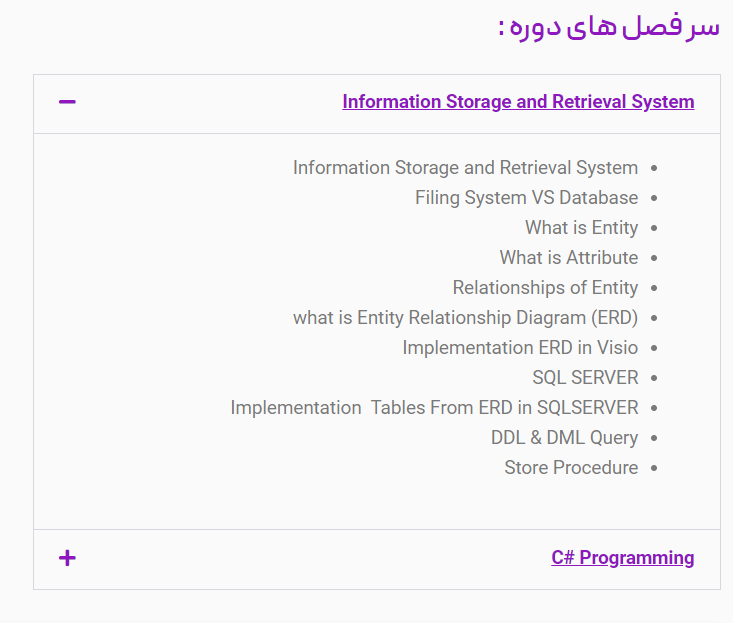 سرفصل های دوره :
Information Storage and Retrieval System
Information Storage and Retrieval System
Filing System VS Database
What is Entity
What is Attribute
Relationships of Entity
what is Entity Relationship Diagram (ERD)
Implementation ERD in Visio
SQL SERVER
Implementation  Tables From ERD in SQLSERVER
DDL & DML Query
Store Procedure
C# Programming